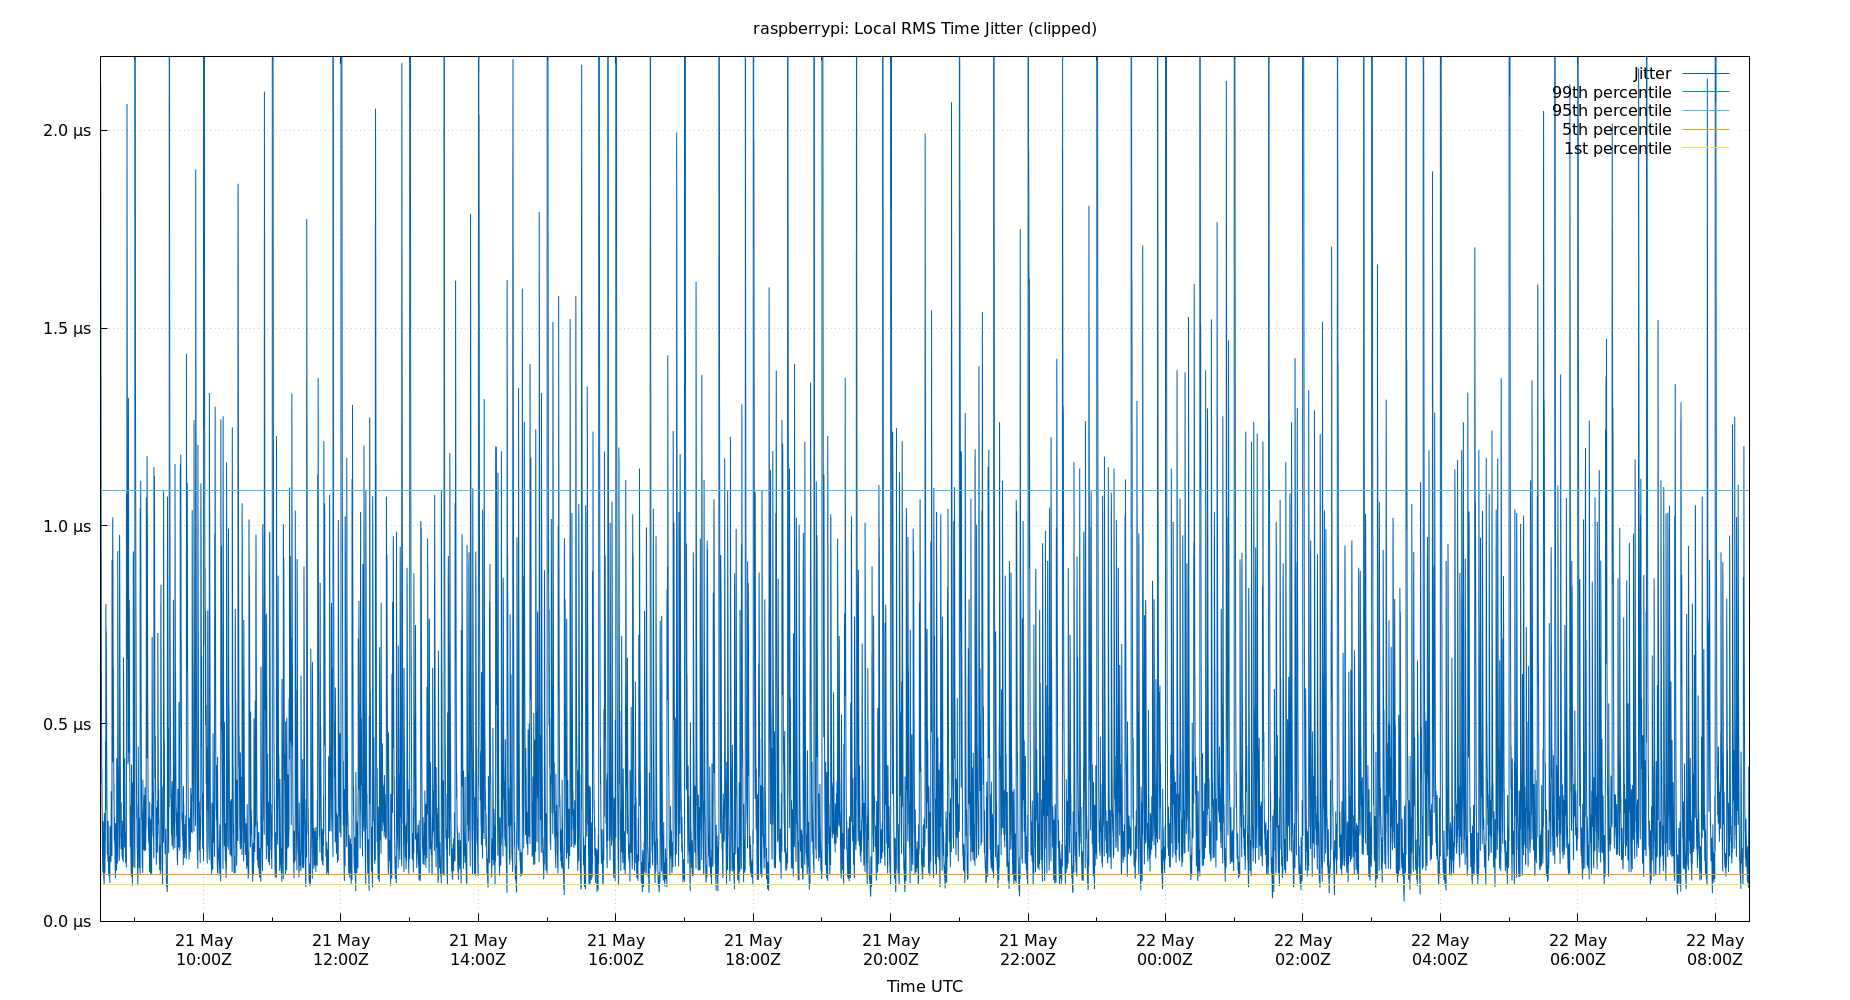 raspberrypi: Local RMS Time Jitter (clipped)
Jitter
99th percentile
95th percentile
5th percentile
1st percentile
2.0 μs
1.5 μs
1.0 μs
0.5 μs
0.0 μs
21 May 21 May 21 May 21 May 21 May 21 May 21 May 22 May 22 May 22 May 22 May 22 May
10:00Z 12:00Z 14:00Z 16:00Z 18:00Z 20:00Z 22:00Z 00:00Z 02:00Z 04:00Z 06:00Z 08:00Z
Time UTC